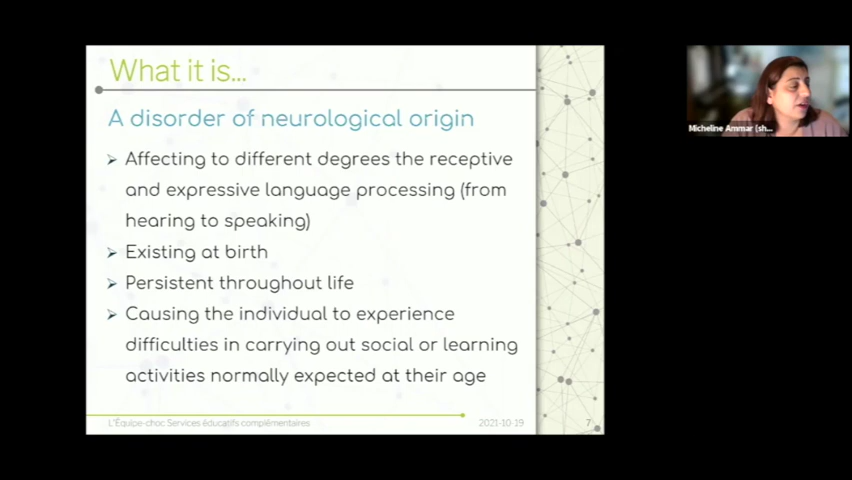 What it is...
A disorder of neurological origin
➢ Affecting to different degrees the receptive
and expressive language processing (from
hearing to speaking)
➢ Existing at birth
➢ Persistent throughout life
➢ Causing the individual to experience
difficulties in carrying out social or learning
activities normally expected at their age
L'Équipe-choc Services éducatifs complémentaires 2021-10-19 7
Micheline Ammar (sh...